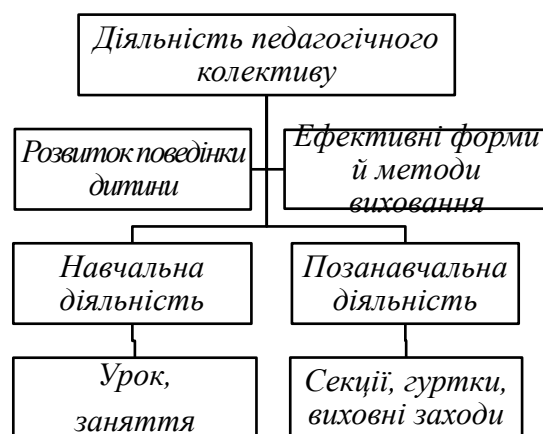 Діяльність педагогічного
колективу
Розвиток поведінки
дитини
Ефективні форми
й методи
виховання
Навчальна
діяльність
Позанавчальна
діяльність
Урок,
заняття
Секції, гуртки,
виховні заходи